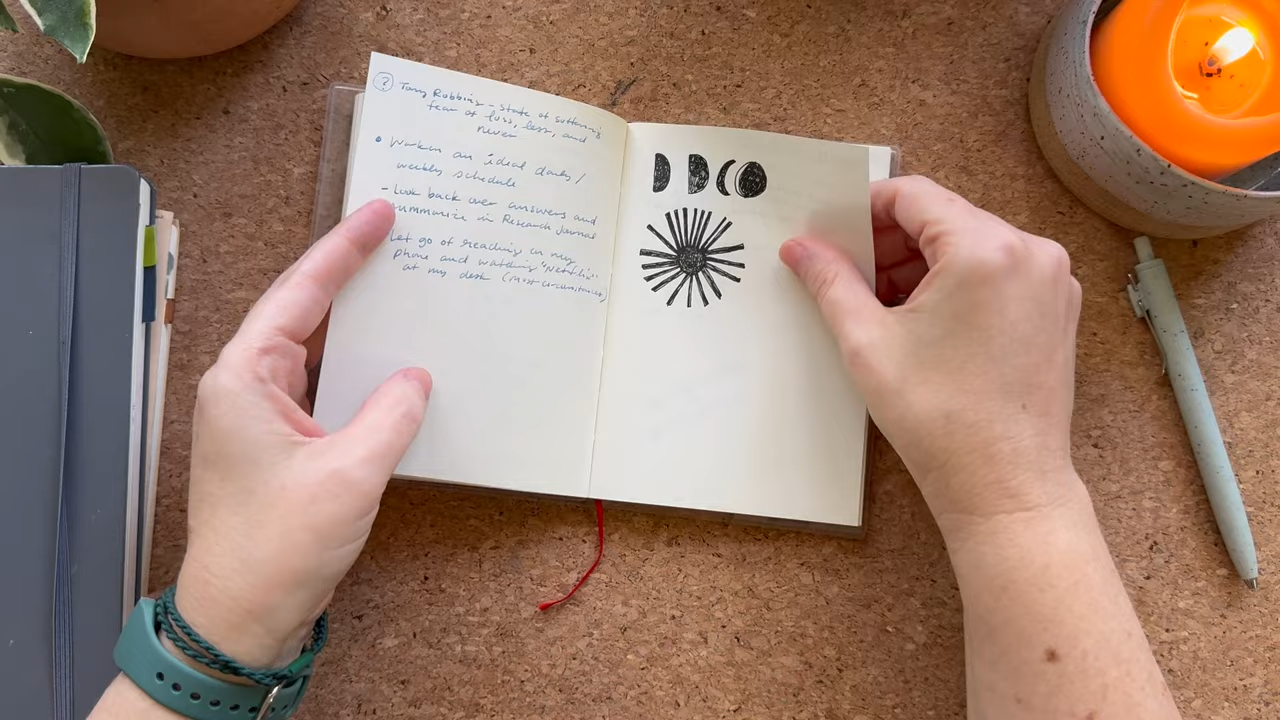 ? Tony Robbins - State of suffering
fear of loss, less, and
never
• Work on an ideal daily/
weekly schedule
- Look back over answers and
summarize in Research Journal
Let go of reading on my
phone and watching "Netflix"
at my desk (most circumstances)